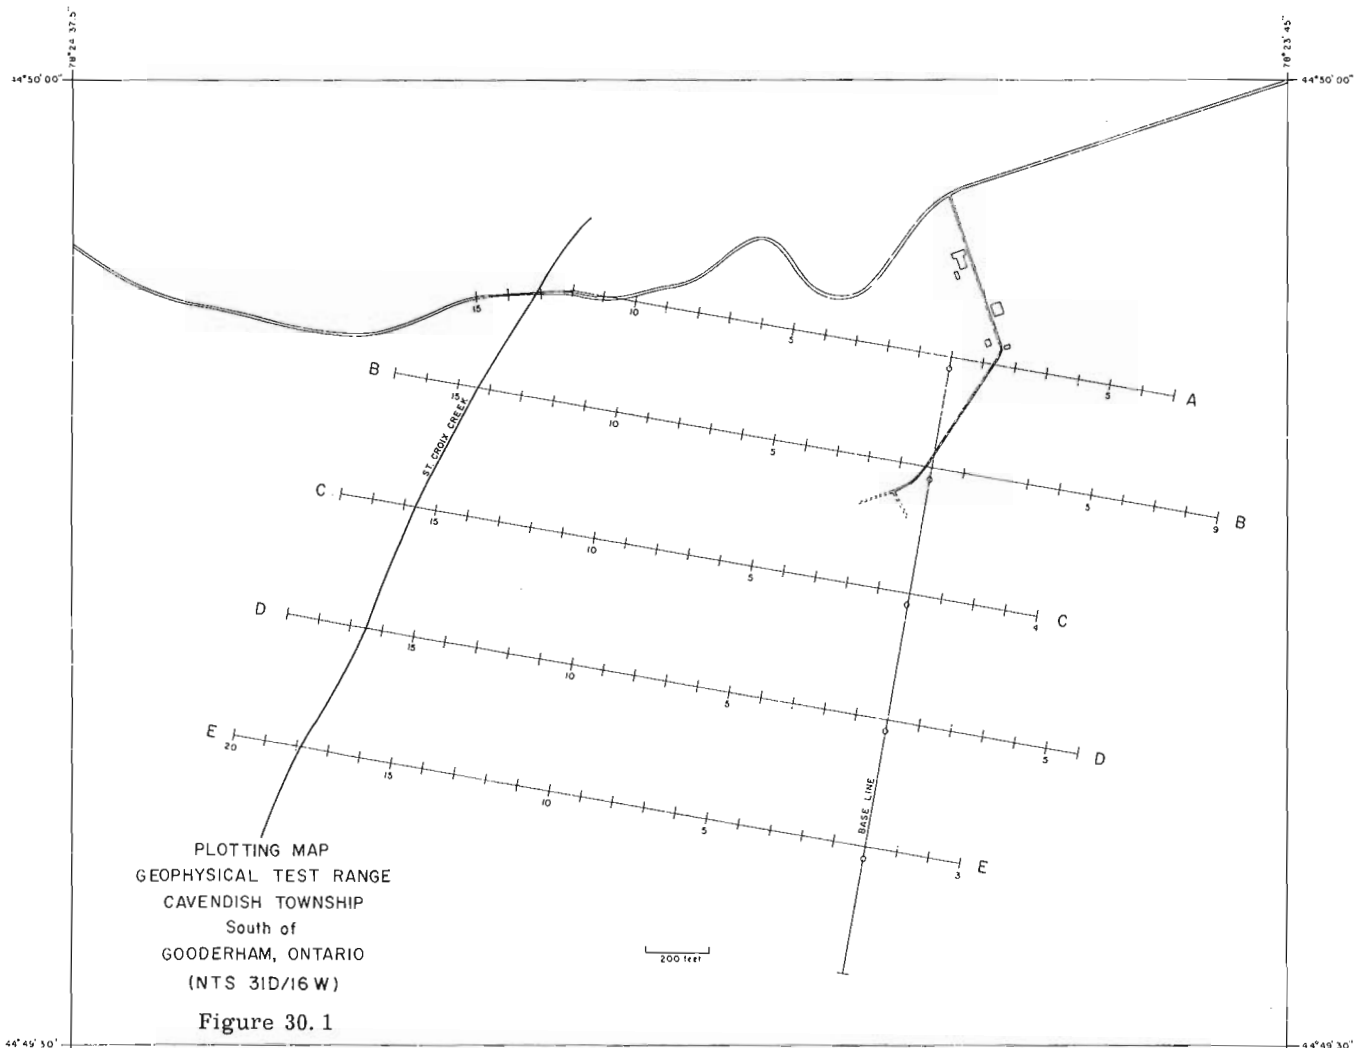 78°24'37.5"
78°23'45"
44°50'00"
44°50'00"
15
10
5
5
A
B
15
10
5
5
9
B
ST. CROIX CREEK
C
15
10
5
4
C
D
15
10
5
5
D
E
20
15
10
5
3
E
BASE LINE
PLOTTING MAP
GEOPHYSICAL TEST RANGE
CAVENDISH TOWNSHIP
South of
GOODERHAM, ONTARIO
(NTS 31D/16 W)
Figure 30.1
200 feet
44°49'30'
44°49'30"